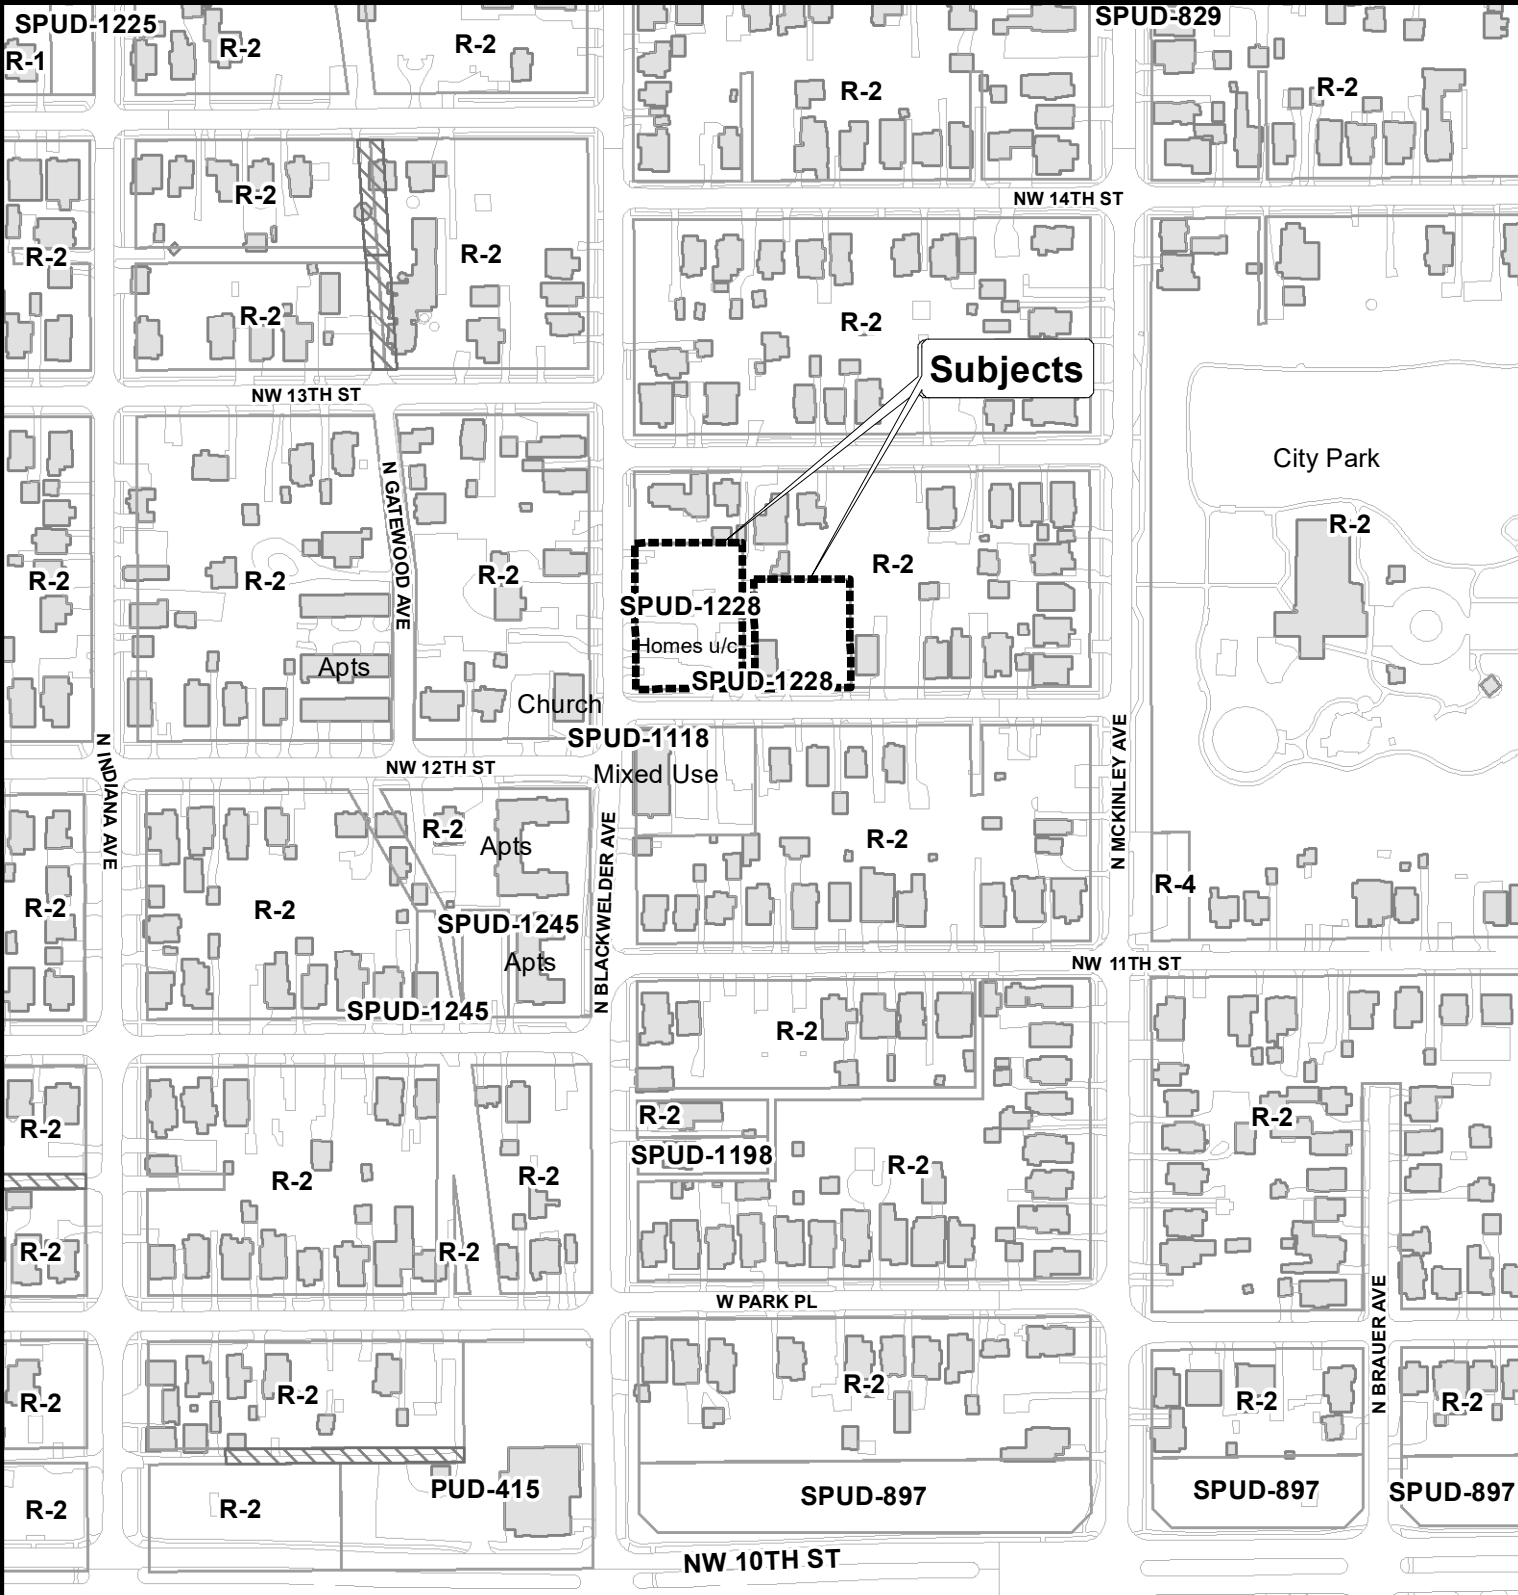 SPUD-1225
SPUD-829
R-1
R-2
R-2
R-2
R-2
R-2
NW 14TH ST
R-2
R-2
R-2
R-2
Subjects
NW 13TH ST
City Park
N GATEWOOD AVE
R-2
R-2
R-2
R-2
R-2
SPUD-1228
Homes u/c
Apts
SPUD-1228
Church
SPUD-1118
Mixed Use
NW 12TH ST
N INDIANA AVE
N MCKINLEY AVE
R-2
Apts
R-2
N BLACKWELDER AVE
R-4
R-2
R-2
SPUD-1245
Apts
NW 11TH ST
SPUD-1245
R-2
R-2
R-2
R-2
SPUD-1198
R-2
R-2
R-2
R-2
R-2
W PARK PL
N BRAUER AVE
R-2
R-2
R-2
R-2
R-2
PUD-415
SPUD-897
SPUD-897
SPUD-897
R-2
R-2
NW 10TH ST